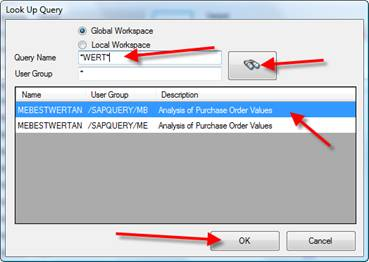 Look Up Query
Global Workspace
Local Workspace
Query Name *WERT*
User Group *
Name User Group Description
MEBESTWERTAN /SAPQUERY/MB Analysis of Purchase Order Values
MEBESTWERTAN /SAPQUERY/ME Analysis of Purchase Order Values
OK Cancel